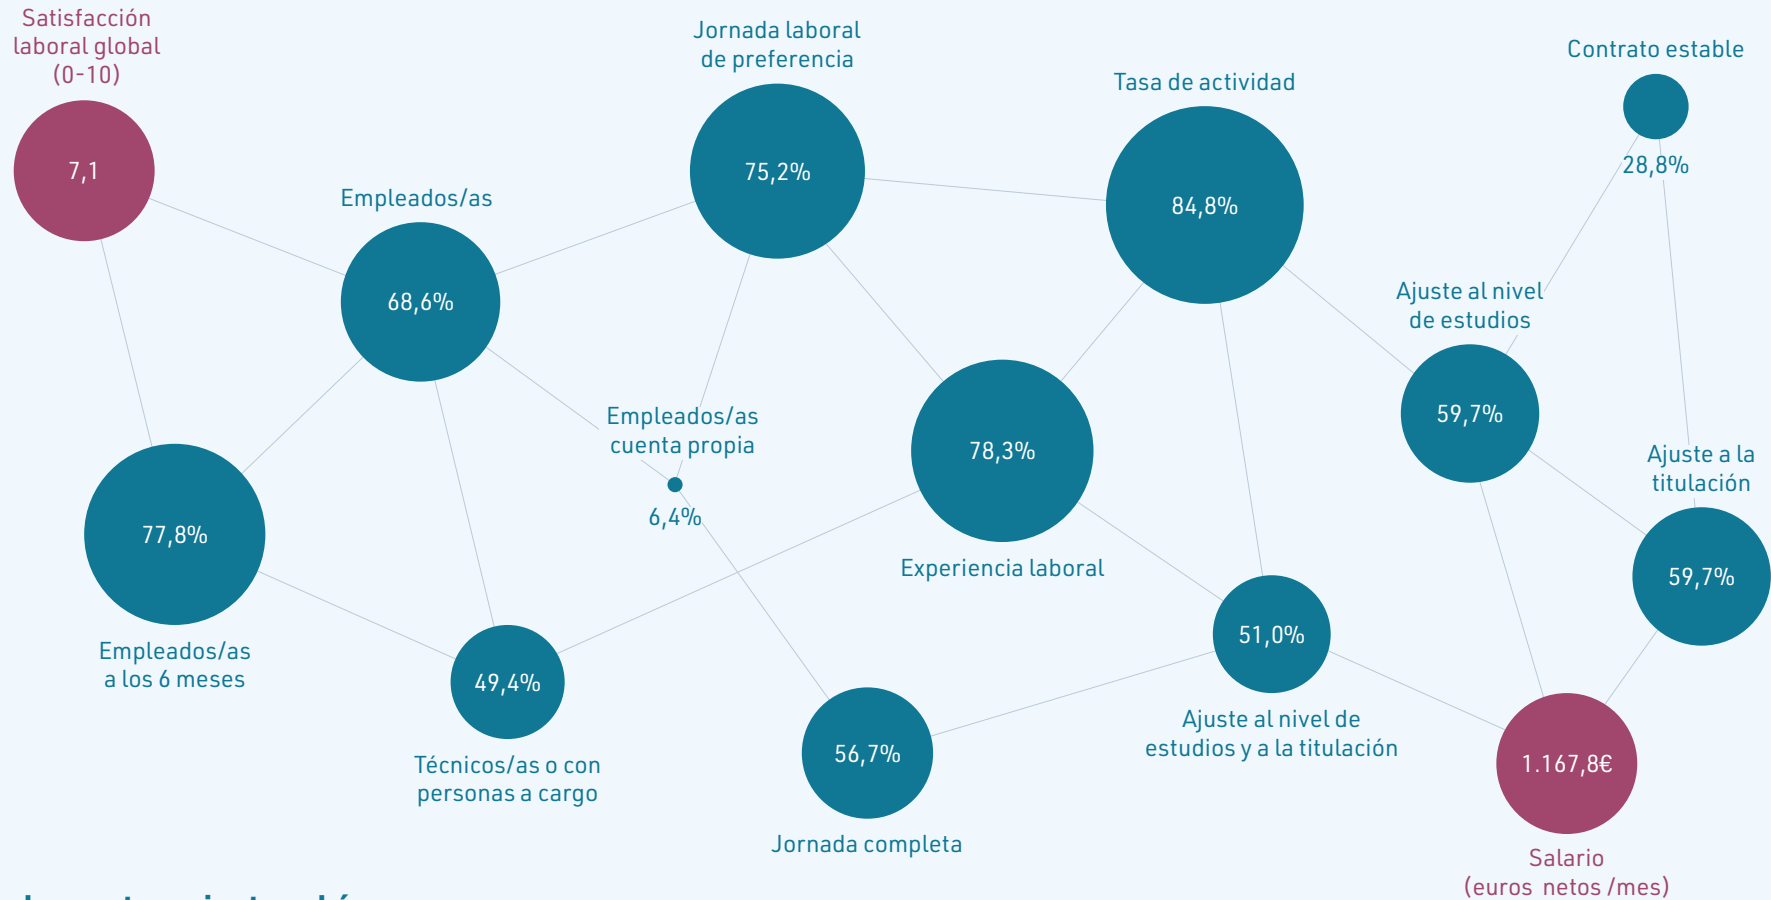 Satisfacción
laboral global
(0-10)
7,1
Empleados/as
68,6%
Jornada laboral
de preferencia
75,2%
Tasa de actividad
84,8%
Contrato estable
28,8%
Ajuste al nivel
de estudios
59,7%
Empleados/as
cuenta propia
6,4%
78,3%
Experiencia laboral
Ajuste a la
titulación
59,7%
77,8%
Empleados/as
a los 6 meses
49,4%
Técnicos/as o con
personas a cargo
56,7%
Jornada completa
51,0%
Ajuste al nivel de
estudios y a la titulación
1.167,8€
Salario
(euros netos /mes)